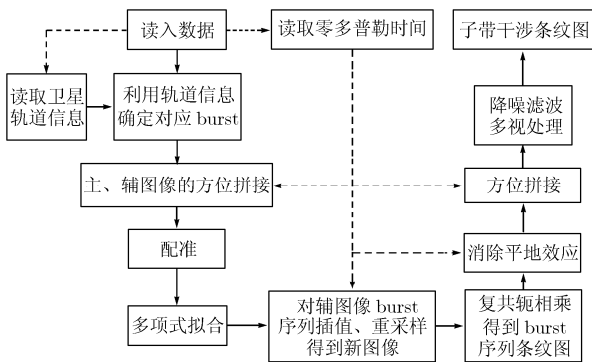 读入数据
读取零多普勒时间
子带干涉条纹图
读取卫星
轨道信息
利用轨道信息
确定对应 burst
降噪滤波
多视处理
主、辅图像的方位拼接
方位拼接
配准
消除平地效应
多项式拟合
对辅图像 burst
序列插值、重采样
得到新图像
复共轭相乘
得到 burst
序列条纹图